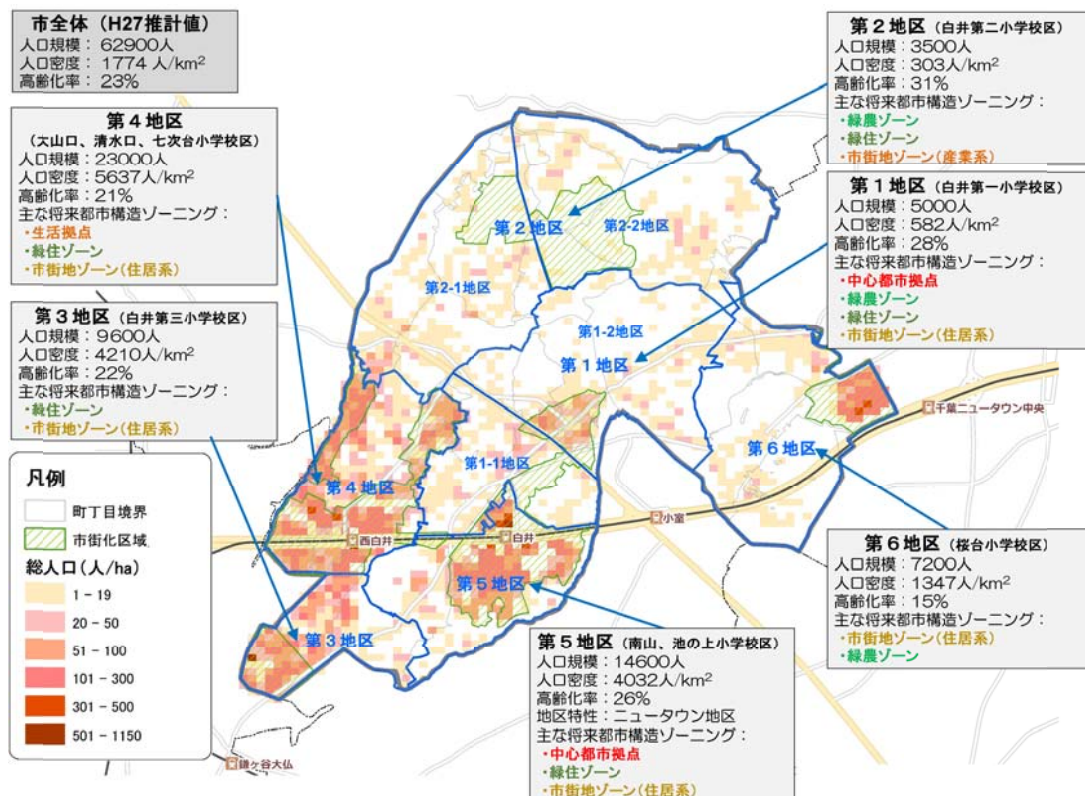 市全体（H27推計値）
人口規模：62900人
人口密度：1774 人/km²
高齢化率：23%
第４地区
（大山口、清水口、七次台小学校区）
人口規模：23000人
人口密度：5637人/km²
高齢化率：21%
主な将来都市構造ゾーニング：
・生活拠点
・緑住ゾーン
・市街地ゾーン（住居系）
第３地区（白井第三小学校区）
人口規模：9600人
人口密度：4210人/km²
高齢化率：22%
主な将来都市構造ゾーニング：
・緑住ゾーン
・市街地ゾーン（住居系）
凡例
町丁目境界
市街化区域
総人口（人/ha）
1 - 19
20 - 50
51 - 100
101 - 300
301 - 500
501 - 1150
第２地区（白井第二小学校区）
人口規模：3500人
人口密度：303人/km²
高齢化率：31%
主な将来都市構造ゾーニング：
・緑農ゾーン
・緑住ゾーン
・市街地ゾーン（産業系）
第１地区（白井第一小学校区）
人口規模：5000人
人口密度：582人/km²
高齢化率：28%
主な将来都市構造ゾーニング：
・中心都市拠点
・緑農ゾーン
・緑住ゾーン
・市街地ゾーン（住居系）
第２地区
第2-2地区
第2-1地区
第1-2地区
第１地区
千葉ニュータウン中央
第６地区
第1-1地区
第４地区
小室
西白井
白井
第５地区
第３地区
鎌ヶ谷大仏
第６地区（桜台小学校区）
人口規模：7200人
人口密度：1347人/km²
高齢化率：15%
主な将来都市構造ゾーニング：
・市街地ゾーン（住居系）
・緑農ゾーン
第５地区（南山、池の上小学校区）
人口規模：14600人
人口密度：4032人/km²
高齢化率：26%
地区特性：ニュータウン地区
主な将来都市構造ゾーニング：
・中心都市拠点
・緑住ゾーン
・市街地ゾーン（住居系）